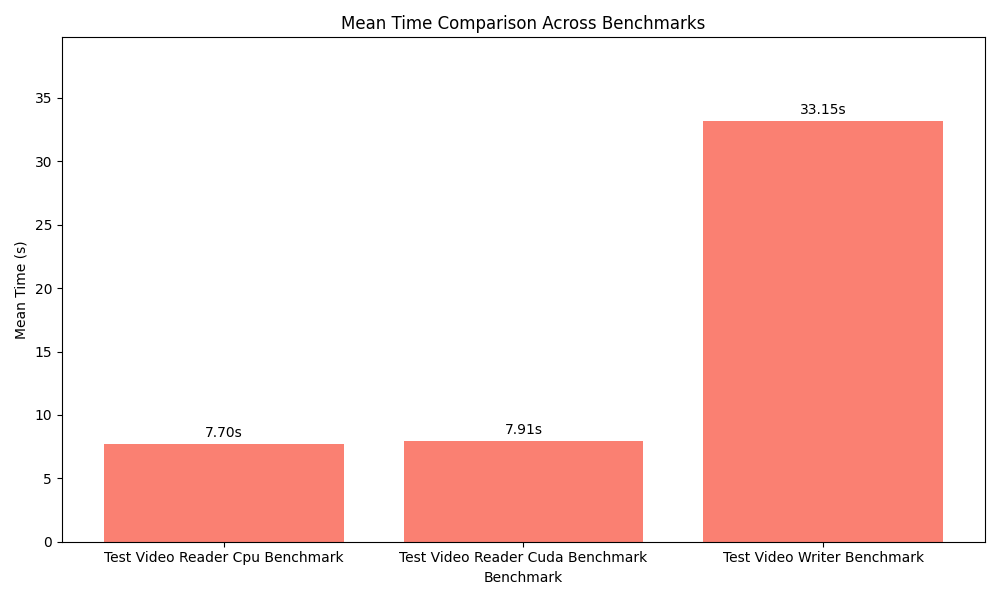 Mean Time Comparison Across Benchmarks
Mean Time (s)
35
30
25
20
15
10
5
0
7.70s
7.91s
33.15s
Test Video Reader Cpu Benchmark
Test Video Reader Cuda Benchmark
Test Video Writer Benchmark
Benchmark